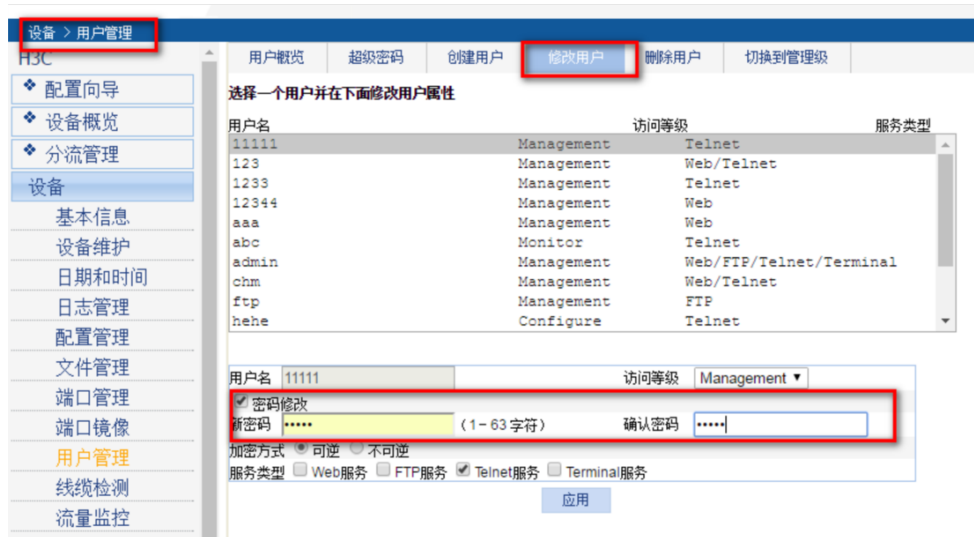 设备 > 用户管理
H3C
配置向导
设备概览
分流管理
设备
基本信息
设备维护
日期和时间
日志管理
配置管理
文件管理
端口管理
端口镜像
用户管理
线缆检测
流量监控
用户概览 超级密码 创建用户 修改用户 删除用户 切换到管理级
选择一个用户并在下面修改用户属性
用户名 访问等级 服务类型
11111 Management Telnet
123 Management Web/Telnet
1233 Management Telnet
12344 Management Web
aaa Management Web
abc Monitor Telnet
admin Management Web/FTP/Telnet/Terminal
chm Management Web/Telnet
ftp Management FTP
hehe Configure Telnet
用户名 11111 访问等级 Management
密码修改
新密码 ••••• (1-63字符) 确认密码 •••••
加密方式 可逆 不可逆
服务类型 Web服务 FTP服务 Telnet服务 Terminal服务
应用